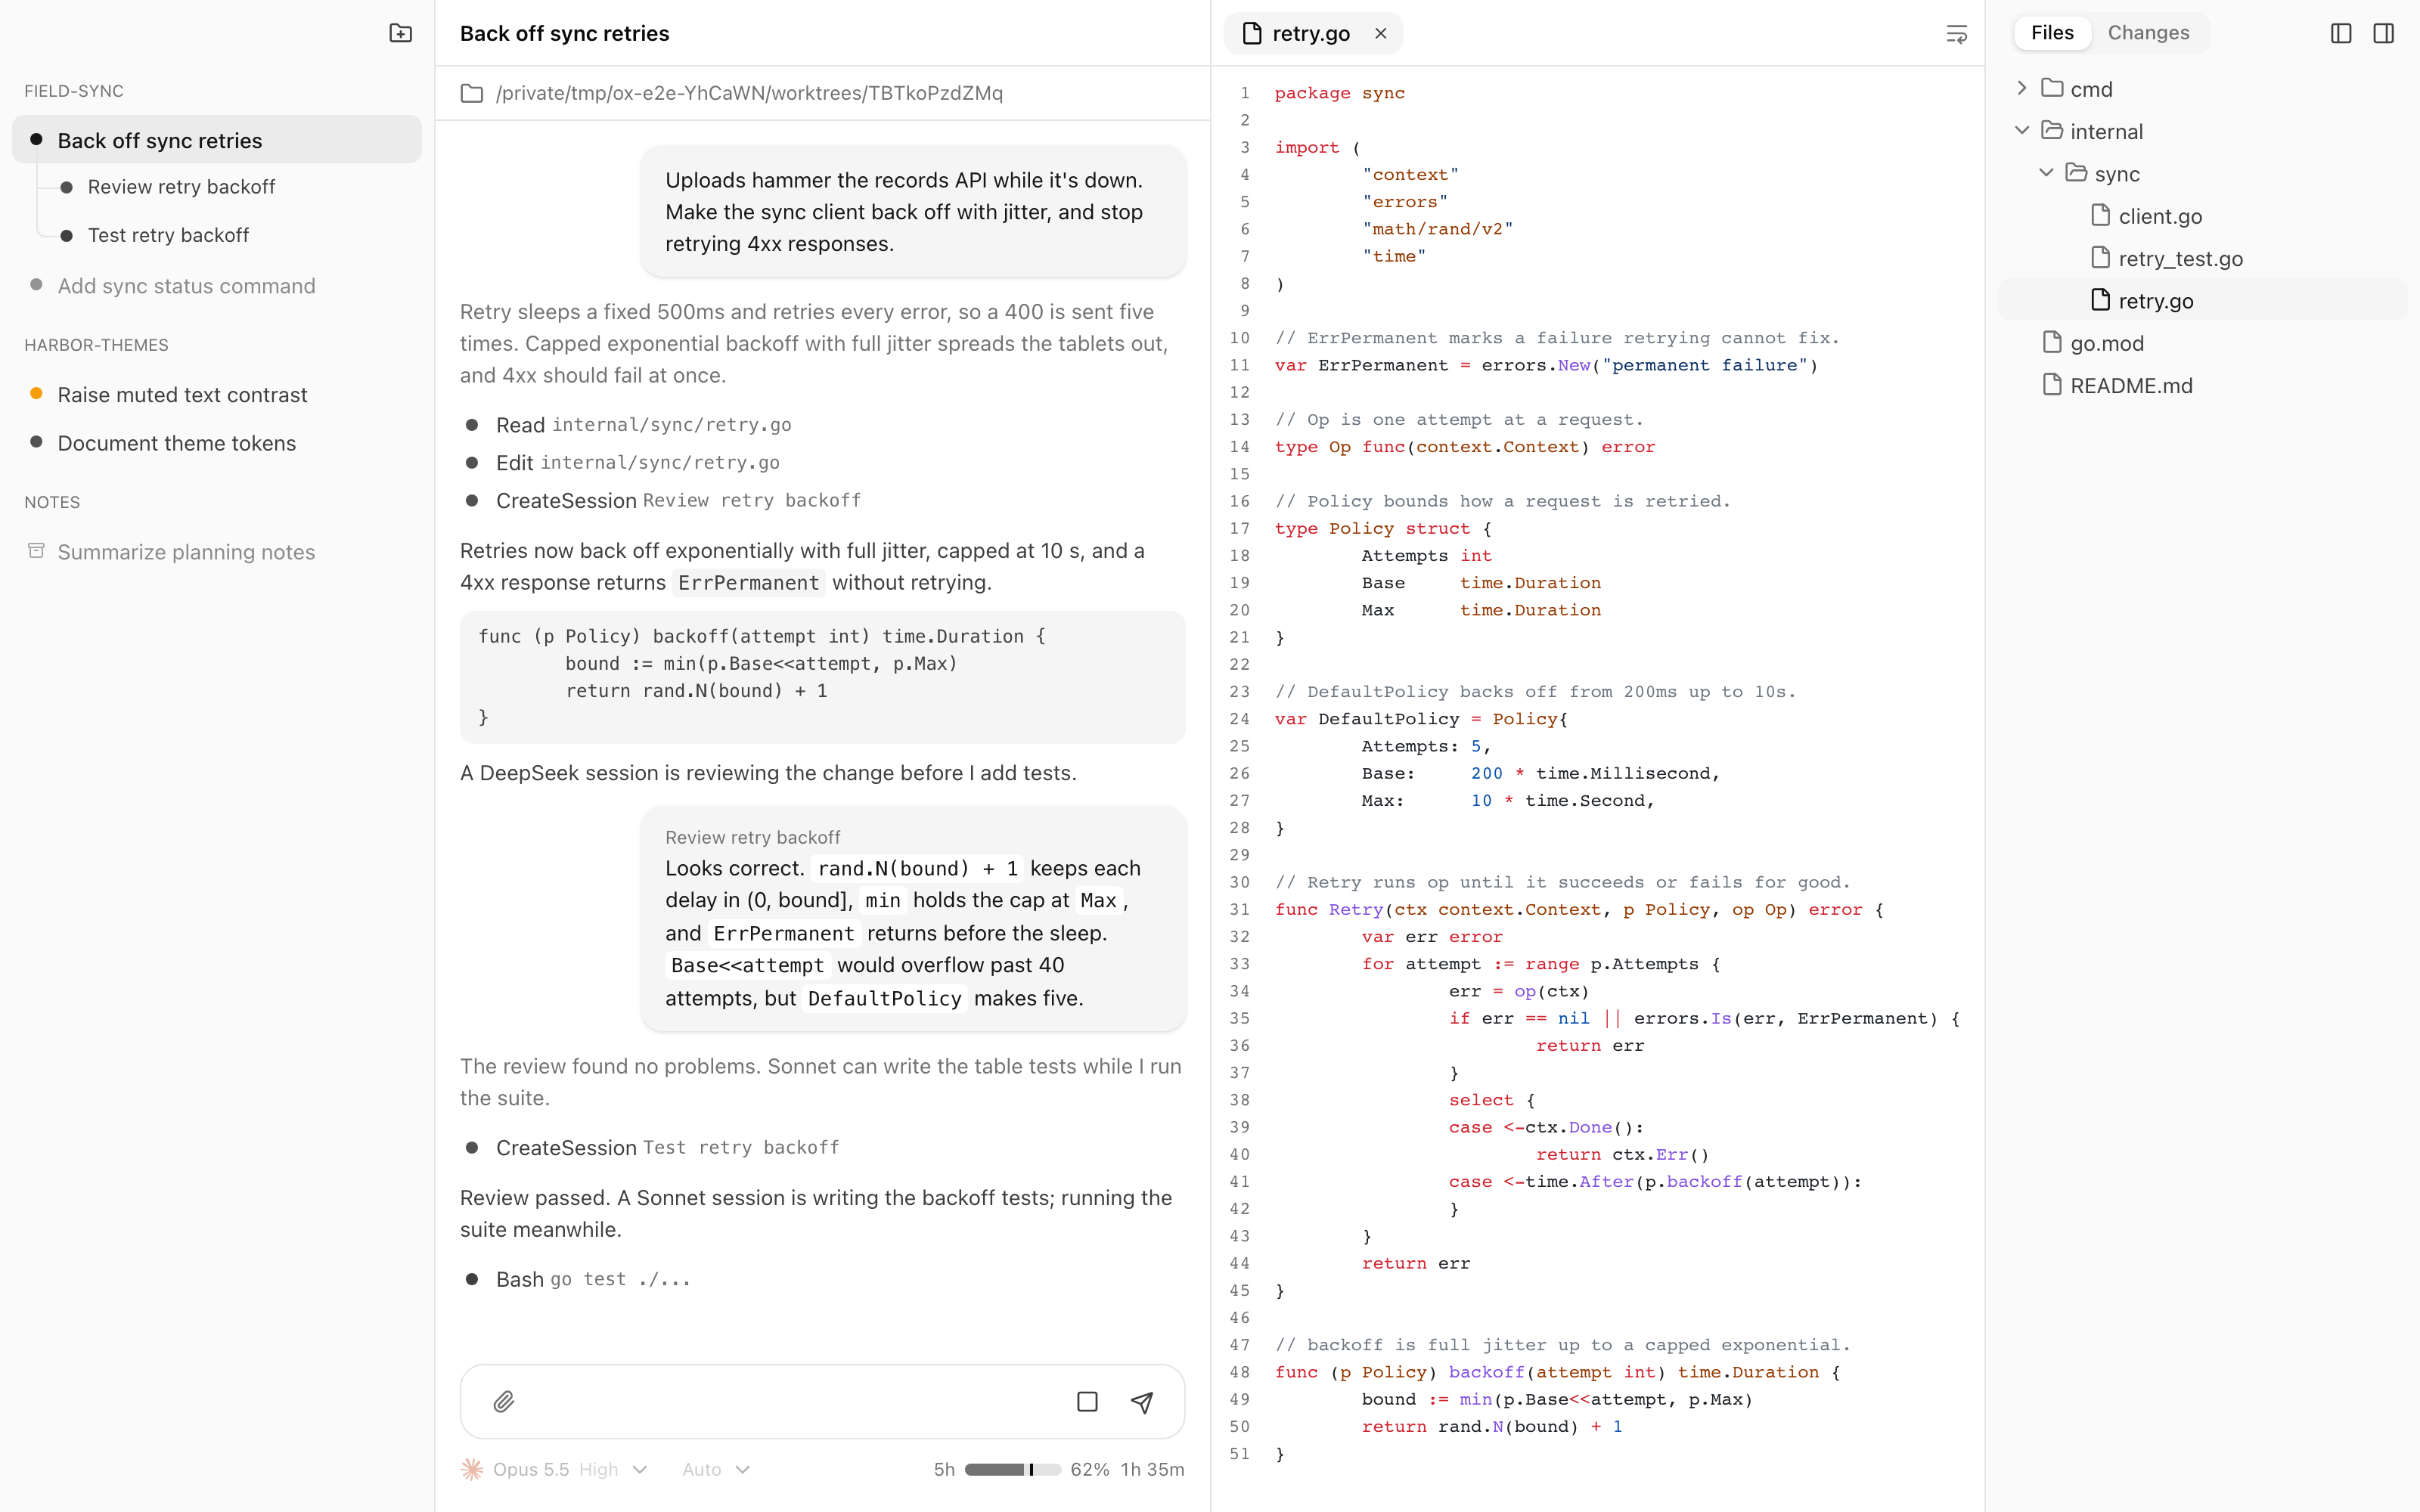 FIELD-SYNC
Back off sync retries
Review retry backoff
Test retry backoff
Add sync status command
HARBOR-THEMES
Raise muted text contrast
Document theme tokens
NOTES
Summarize planning notes
Back off sync retries
/private/tmp/ox-e2e-YhCaWN/worktrees/TBTkoPzdZMq
Uploads hammer the records API while it's down.
Make the sync client back off with jitter, and stop
retrying 4xx responses.
Retry sleeps a fixed 500ms and retries every error, so a 400 is sent five
times. Capped exponential backoff with full jitter spreads the tablets out,
and 4xx should fail at once.
Read internal/sync/retry.go
Edit internal/sync/retry.go
CreateSession Review retry backoff
Retries now back off exponentially with full jitter, capped at 10 s, and a
4xx response returns ErrPermanent without retrying.
func (p Policy) backoff(attempt int) time.Duration {
        bound := min(p.Base<<attempt, p.Max)
        return rand.N(bound) + 1
}
A DeepSeek session is reviewing the change before I add tests.
Review retry backoff
Looks correct. rand.N(bound) + 1 keeps each
delay in (0, bound], min holds the cap at Max,
and ErrPermanent returns before the sleep.
Base<<attempt would overflow past 40
attempts, but DefaultPolicy makes five.
The review found no problems. Sonnet can write the table tests while I run
the suite.
CreateSession Test retry backoff
Review passed. A Sonnet session is writing the backoff tests; running the
suite meanwhile.
Bash go test ./...
Opus 5.5 High Auto 5h 62% 1h 35m
retry.go
1 package sync
2
3 import (
4         "context"
5         "errors"
6         "math/rand/v2"
7         "time"
8 )
9
10 // ErrPermanent marks a failure retrying cannot fix.
11 var ErrPermanent = errors.New("permanent failure")
12
13 // Op is one attempt at a request.
14 type Op func(context.Context) error
15
16 // Policy bounds how a request is retried.
17 type Policy struct {
18         Attempts int
19         Base     time.Duration
20         Max      time.Duration
21 }
22
23 // DefaultPolicy backs off from 200ms up to 10s.
24 var DefaultPolicy = Policy{
25         Attempts: 5,
26         Base:     200 * time.Millisecond,
27         Max:      10 * time.Second,
28 }
29
30 // Retry runs op until it succeeds or fails for good.
31 func Retry(ctx context.Context, p Policy, op Op) error {
32         var err error
33         for attempt := range p.Attempts {
34                 err = op(ctx)
35                 if err == nil || errors.Is(err, ErrPermanent) {
36                         return err
37                 }
38                 select {
39                 case <-ctx.Done():
40                         return ctx.Err()
41                 case <-time.After(p.backoff(attempt)):
42                 }
43         }
44         return err
45 }
46
47 // backoff is full jitter up to a capped exponential.
48 func (p Policy) backoff(attempt int) time.Duration {
49         bound := min(p.Base<<attempt, p.Max)
50         return rand.N(bound) + 1
51 }
Files Changes
cmd
internal
sync
client.go
retry_test.go
retry.go
go.mod
README.md